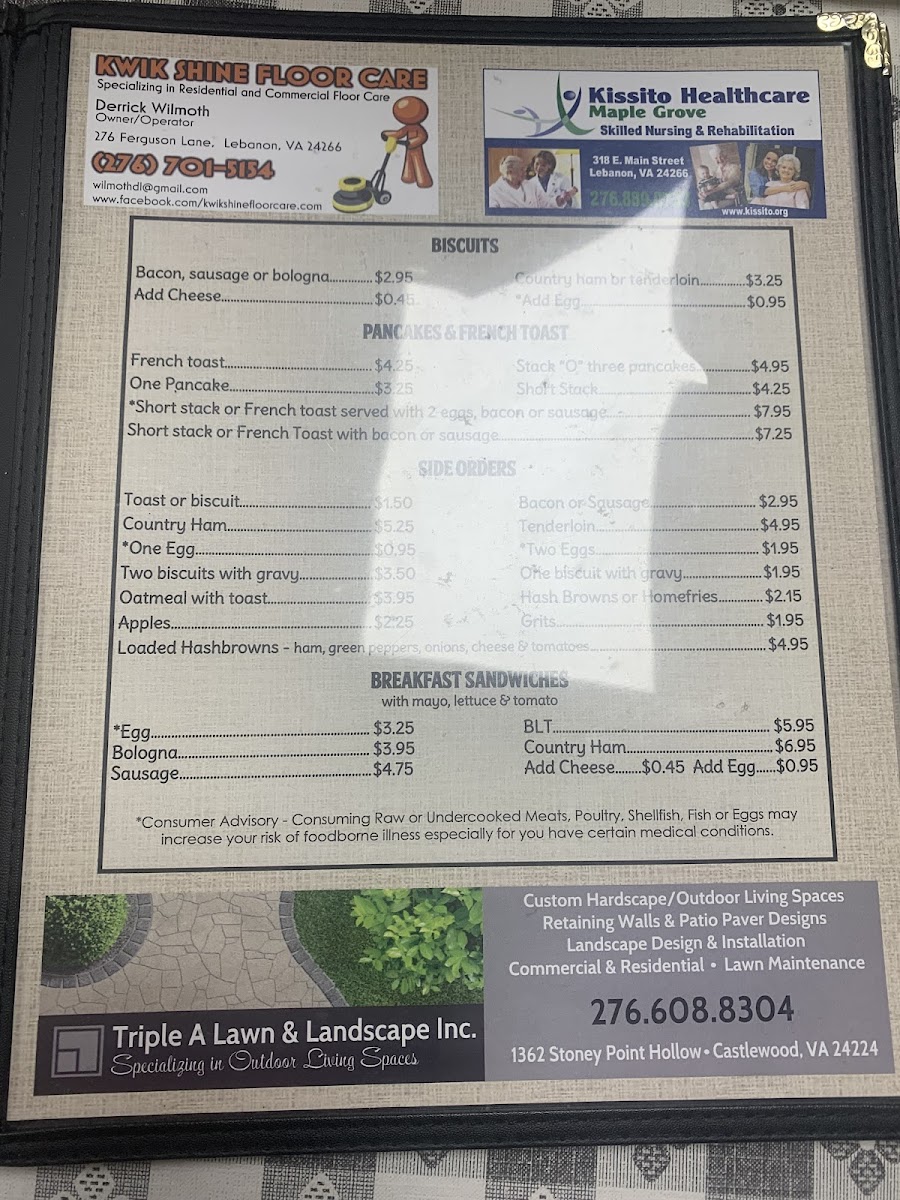 KWIK SHINE FLOOR CARE
Specializing in Residential and Commercial Floor Care
Derrick Wilmoth
Owner/Operator
276 Ferguson Lane, Lebanon, VA 24266
(276) 701-5154
wilmothdl@gmail.com
www.facebook.com/kwikshinefloorcare.com
Kissito Healthcare
Maple Grove
Skilled Nursing & Rehabilitation
318 E. Main Street
Lebanon, VA 24266
www.kissito.org
BISCUITS
Bacon, sausage or bologna.............$2.95
Add Cheese.............$0.45
Country ham or tenderloin.............$3.25
*Add Egg.............$0.95
PANCAKES & FRENCH TOAST
French toast.............$4.25
One Pancake.............$3.25
Stack "O" three pancakes.............$4.95
Short Stack.............$4.25
*Short stack or French toast served with 2 eggs, bacon or sausage.............$7.95
Short stack or French Toast with bacon or sausage.............$7.25
SIDE ORDERS
Toast or biscuit.............$1.50
Country Ham.............$5.25
*One Egg.............$0.95
Two biscuits with gravy.............$3.50
Oatmeal with toast.............$3.95
Apples.............$2.25
Bacon or Sausage.............$2.95
Tenderloin.............$4.95
*Two Eggs.............$1.95
One biscuit with gravy.............$1.95
Hash Browns or Homefries.............$2.15
Grits.............$1.95
Loaded Hashbrowns - ham, green peppers, onions, cheese & tomatoes.............$4.95
BREAKFAST SANDWICHES
with mayo, lettuce & tomato
*Egg.............$3.25
Bologna.............$3.95
Sausage.............$4.75
BLT.............$5.95
Country Ham.............$6.95
Add Cheese.......$0.45 Add Egg.....$0.95
*Consumer Advisory - Consuming Raw or Undercooked Meats, Poultry, Shellfish, Fish or Eggs may
increase your risk of foodborne illness especially for you have certain medical conditions.
Triple A Lawn & Landscape Inc.
Specializing in Outdoor Living Spaces
Custom Hardscape/Outdoor Living Spaces
Retaining Walls & Patio Paver Designs
Landscape Design & Installation
Commercial & Residential • Lawn Maintenance
276.608.8304
1362 Stoney Point Hollow • Castlewood, VA 24224